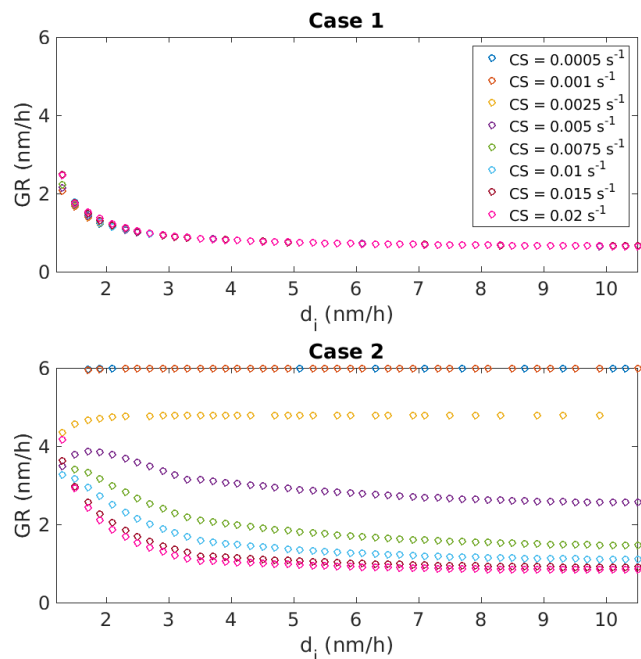 Case 1
6
4
2
0
GR (nm/h)
CS = 0.0005 s⁻¹
CS = 0.001 s⁻¹
CS = 0.0025 s⁻¹
CS = 0.005 s⁻¹
CS = 0.0075 s⁻¹
CS = 0.01 s⁻¹
CS = 0.015 s⁻¹
CS = 0.02 s⁻¹
2 3 4 5 6 7 8 9 10
dᵢ (nm/h)
Case 2
6
4
2
0
GR (nm/h)
2 3 4 5 6 7 8 9 10
dᵢ (nm/h)